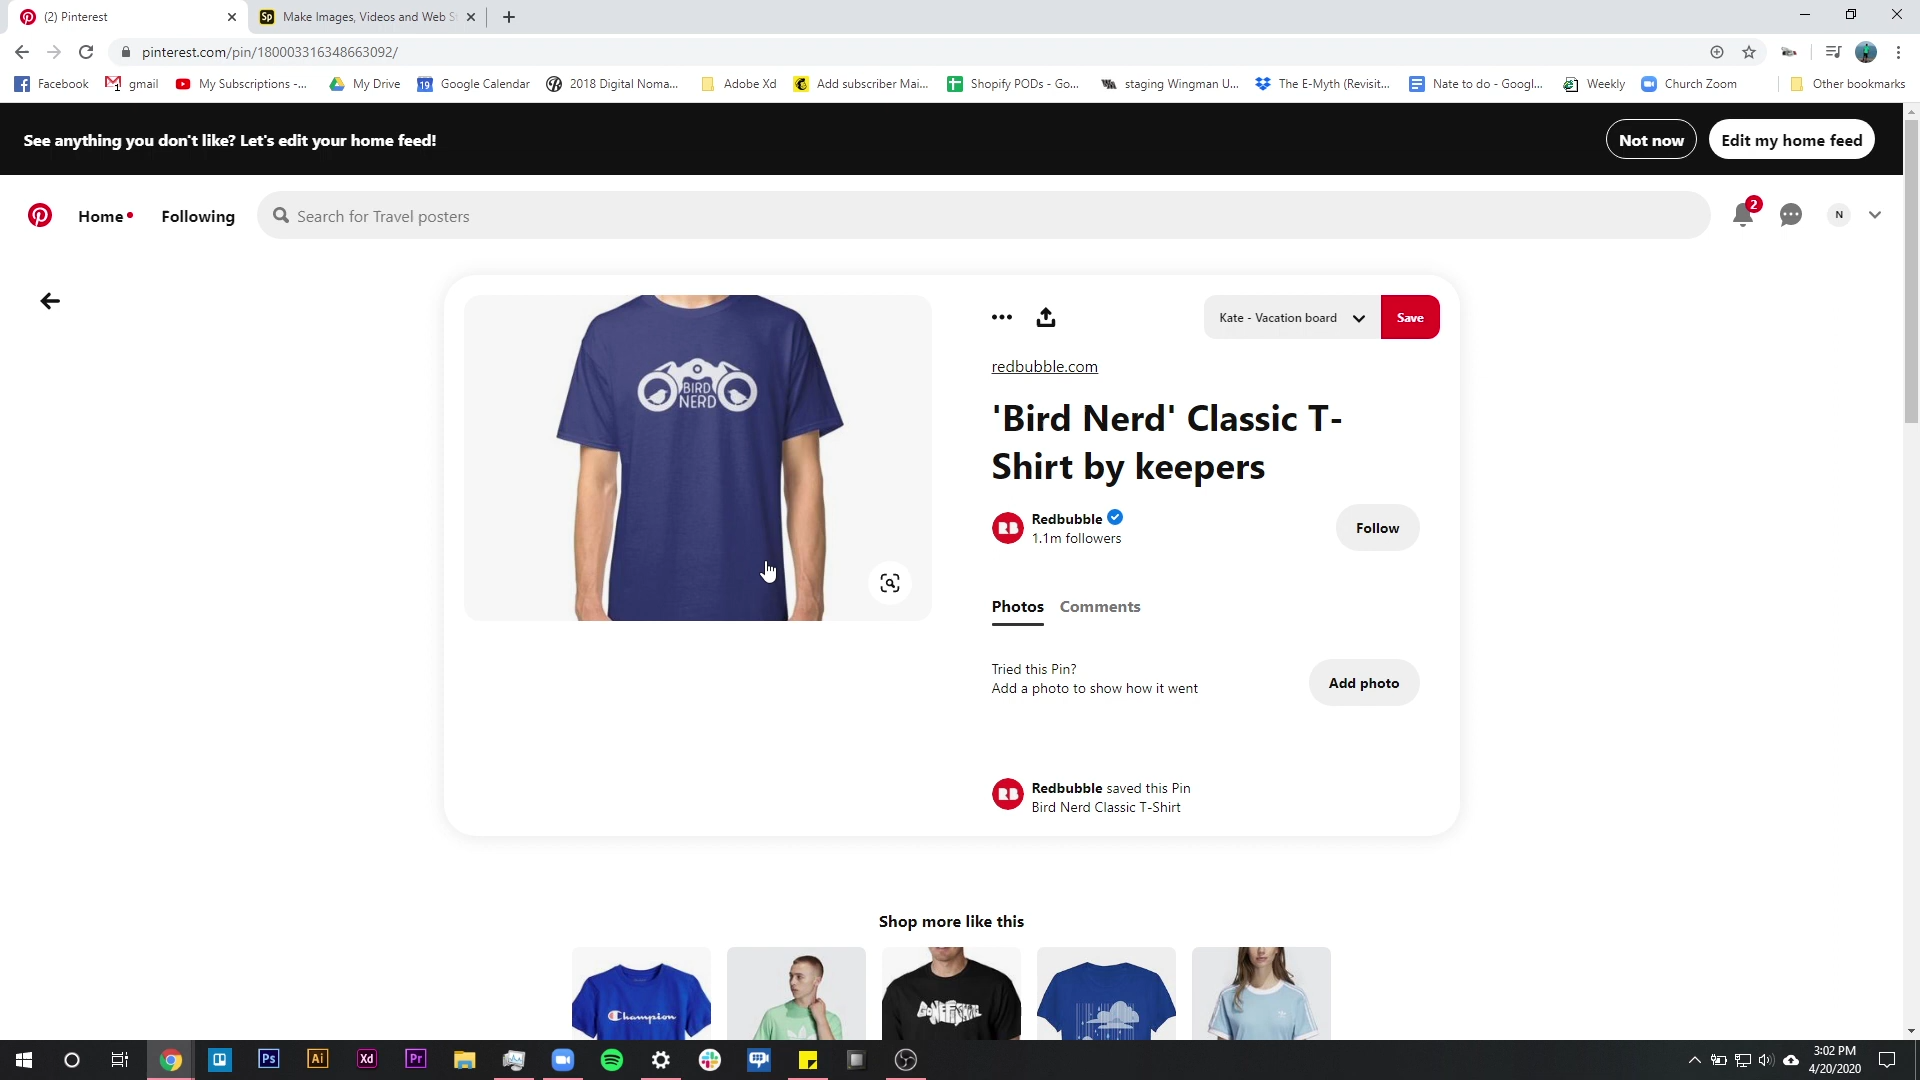 (2) Pinterest
Make Images, Videos and Web S
pinterest.com/pin/180003316348663092/
Facebook
gmail
My Subscriptions -...
My Drive
Google Calendar
2018 Digital Noma...
Adobe Xd
Add subscriber Mai...
Shopify PODs - Go...
staging Wingman U...
The E-Myth (Revisit...
Nate to do - Googl...
Weekly
Church Zoom
Other bookmarks
See anything you don't like? Let's edit your home feed!
Not now
Edit my home feed
Home
Following
Search for Travel posters
2
N
Kate - Vacation board
Save
redbubble.com
BIRD
NERD
'Bird Nerd' Classic T-
Shirt by keepers
RB
Redbubble
1.1m followers
Follow
Photos
Comments
Tried this Pin?
Add a photo to show how it went
Add photo
RB
Redbubble saved this Pin
Bird Nerd Classic T-Shirt
Shop more like this
Champion
Ps
Ai
Xd
Pr
3:02 PM
4/20/2020